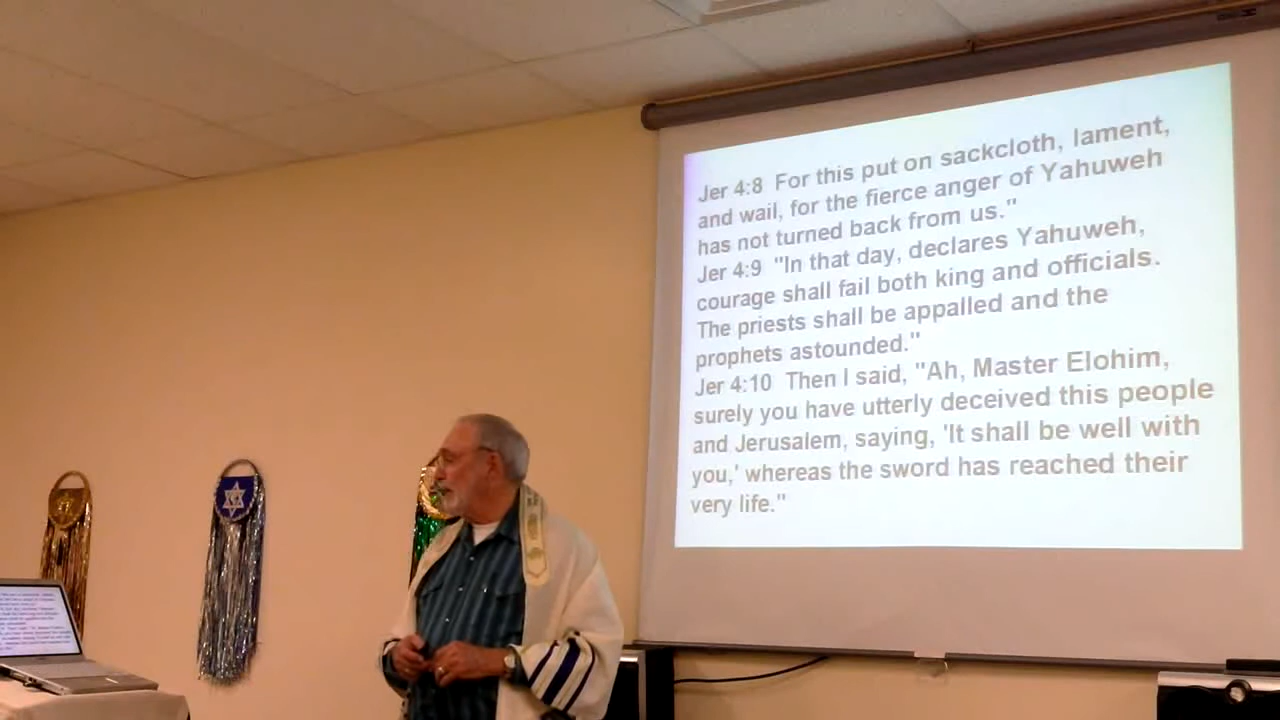 Jer 4:8  For this put on sackcloth, lament,
and wail, for the fierce anger of Yahuweh
has not turned back from us."
Jer 4:9  "In that day, declares Yahuweh,
courage shall fail both king and officials.
The priests shall be appalled and the
prophets astounded."
Jer 4:10  Then I said, "Ah, Master Elohim,
surely you have utterly deceived this people
and Jerusalem, saying, 'It shall be well with
you,' whereas the sword has reached their
very life."